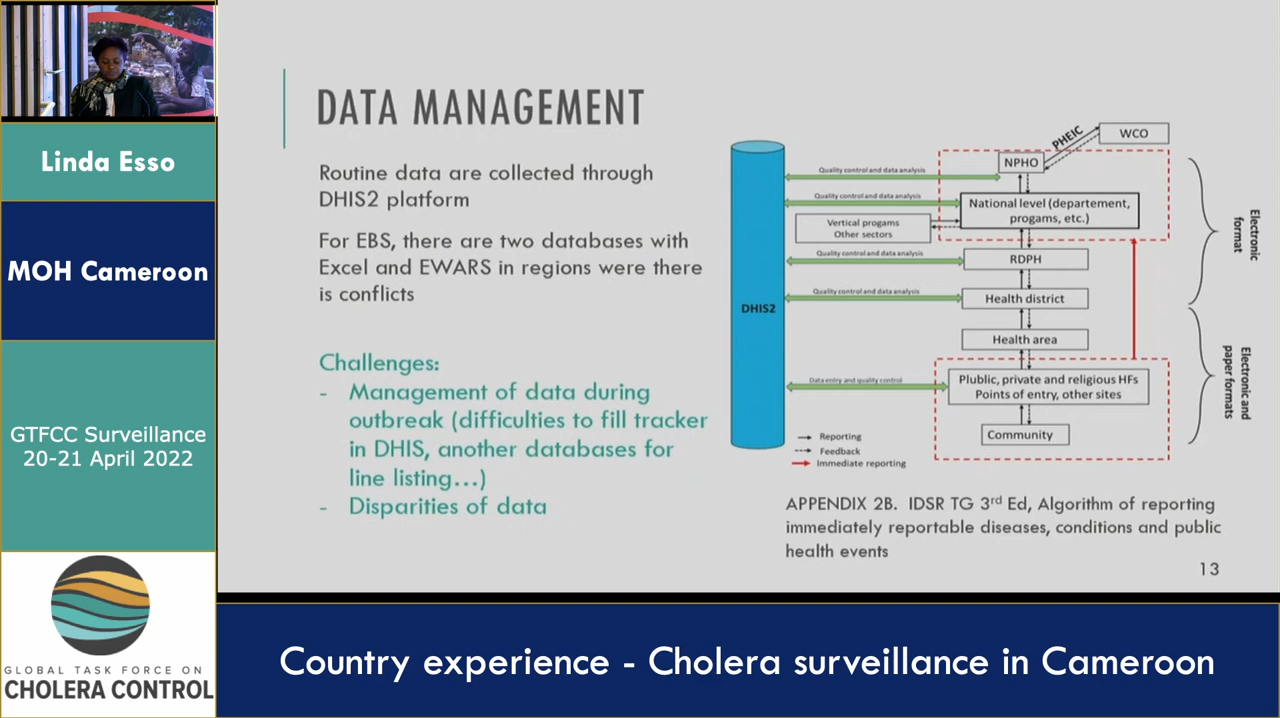 Linda Esso
MOH Cameroon
GTFCC Surveillance
20-21 April 2022
GLOBAL TASK FORCE ON
CHOLERA CONTROL
DATA MANAGEMENT
Routine data are collected through
DHIS2 platform
For EBS, there are two databases with
Excel and EWARS in regions were there
is conflicts
Challenges:
- Management of data during
outbreak (difficulties to fill tracker
in DHIS, another databases for
line listing...)
- Disparities of data
DHIS2
WCO
PHEIC
NPHO
Quality control and data analysis
Quality control and data analysis
National level (departement,
progams, etc.)
Vertical progams
Other sectors
Quality control and data analysis
RDPH
Quality control and data analysis
Health district
Health area
Data entry and quality control
Plublic, private and religious HFs
Points of entry, other sites
Community
Reporting
Feedback
Immediate reporting
Electronic
format
Electronic and
paper formats
APPENDIX 2B. IDSR TG 3rd Ed, Algorithm of reporting
immediately reportable diseases, conditions and public
health events
13
Country experience - Cholera surveillance in Cameroon